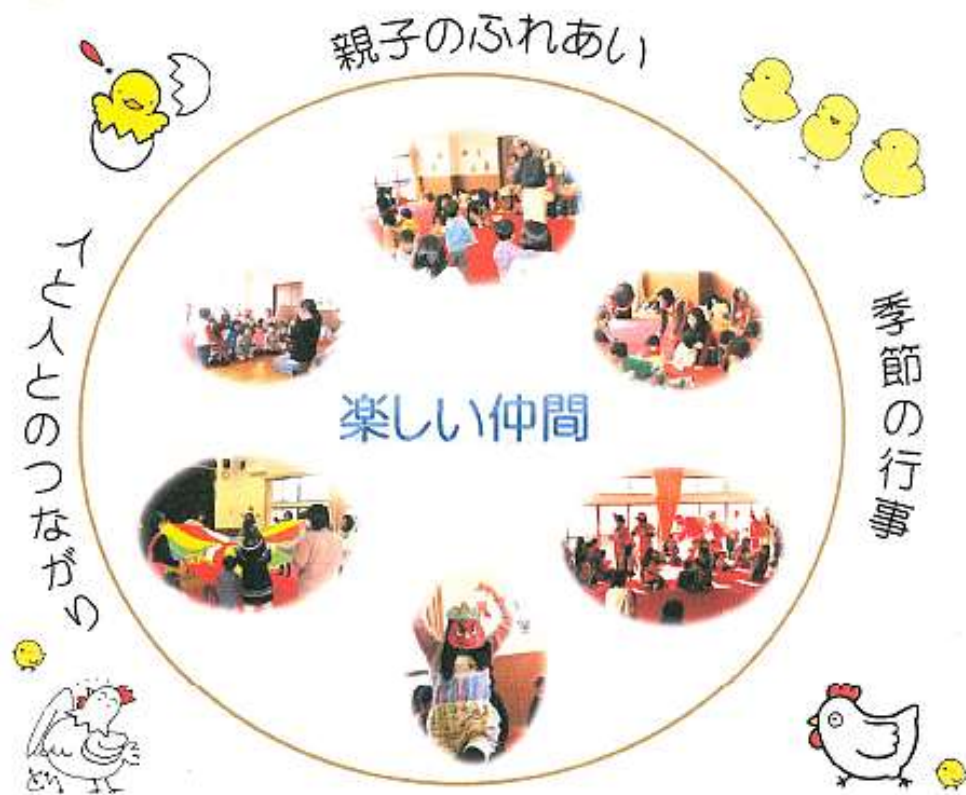 親子のふれあい
人と人とのつながり
季節の行事
楽しい仲間